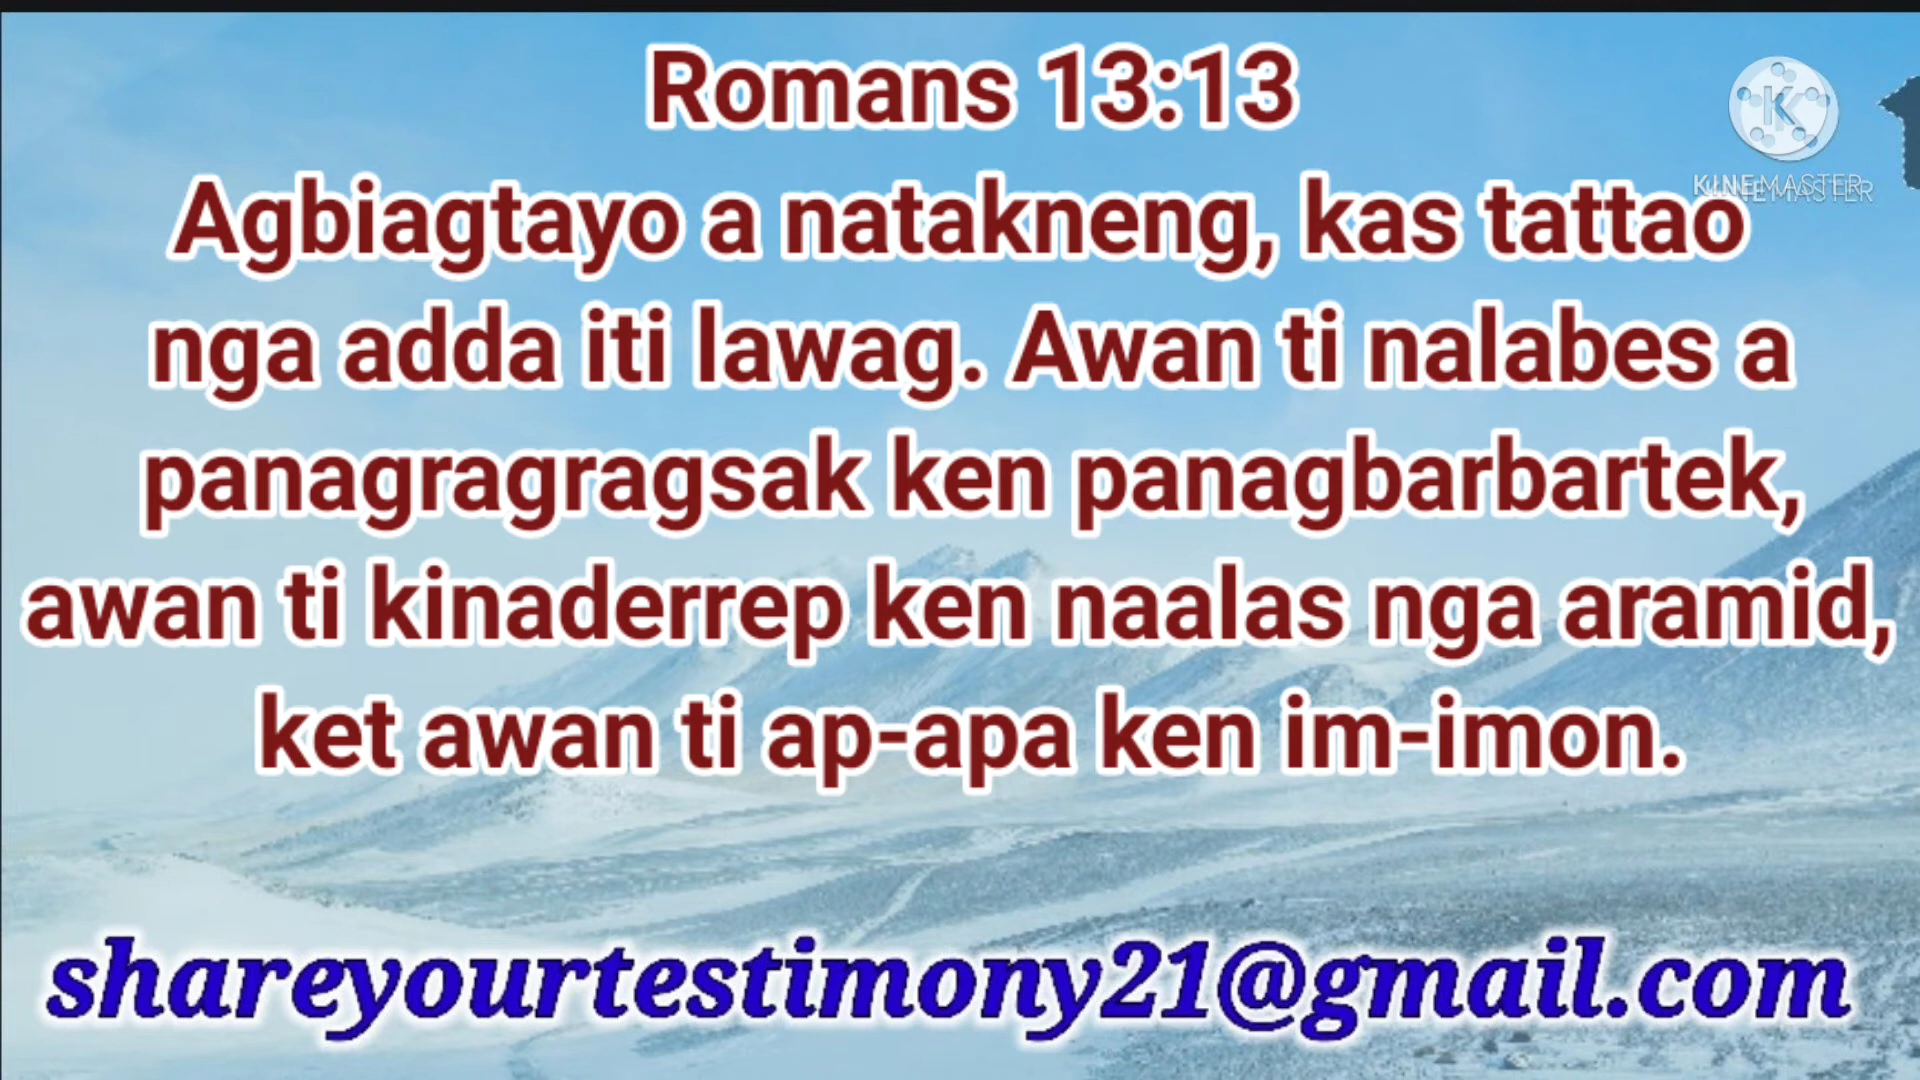 Romans 13:13
Agbiagtayo a natakneng, kas tattao
nga adda iti lawag. Awan ti nalabes a
panagragragsak ken panagbarbartek,
awan ti kinaderrep ken naalas nga aramid,
ket awan ti ap-apa ken im-imon.
KINEMASTER
shareyourtestimony21@gmail.com